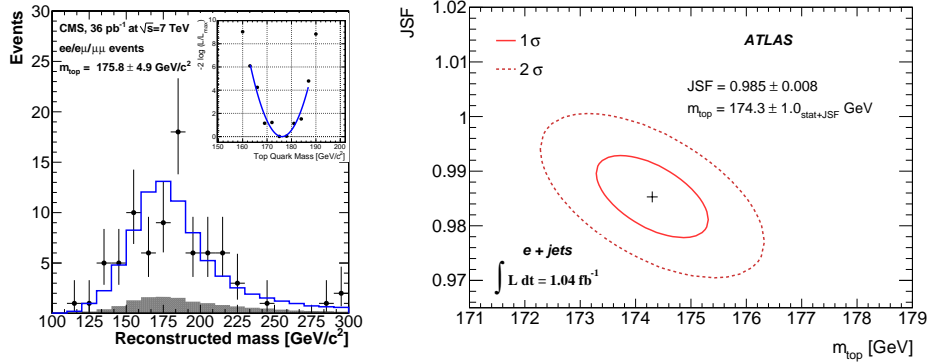 CMS, 36 pb⁻¹ at √s=7 TeV
ee/eμ/μμ events
m_top = 175.8 ± 4.9 GeV/c²
Events
30
25
20
15
10
5
0
100 125 150 175 200 225 250 275 300
Reconstructed mass [GeV/c²]
-2 log (L/L_max)
10
8
6
4
2
0
150 160 170 180 190 200
Top Quark Mass [GeV/c²]
JSF
1.02
1.01
1
0.99
0.98
0.97
171 172 173 174 175 176 177 178 179
m_top [GeV]
1 σ
2 σ
ATLAS
JSF = 0.985 ± 0.008
m_top = 174.3 ± 1.0_stat+JSF GeV
e + jets
∫ L dt = 1.04 fb⁻¹